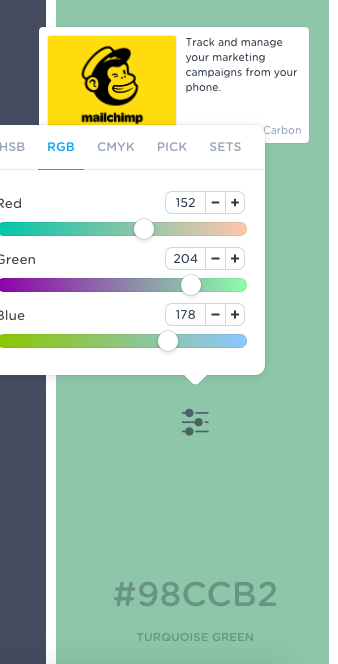 Track and manage
your marketing
campaigns from your
phone.
mailchimp
Carbon
HSB RGB CMYK PICK SETS
Red 152 − +
Green 204 − +
Blue 178 − +
#98CCB2
TURQUOISE GREEN